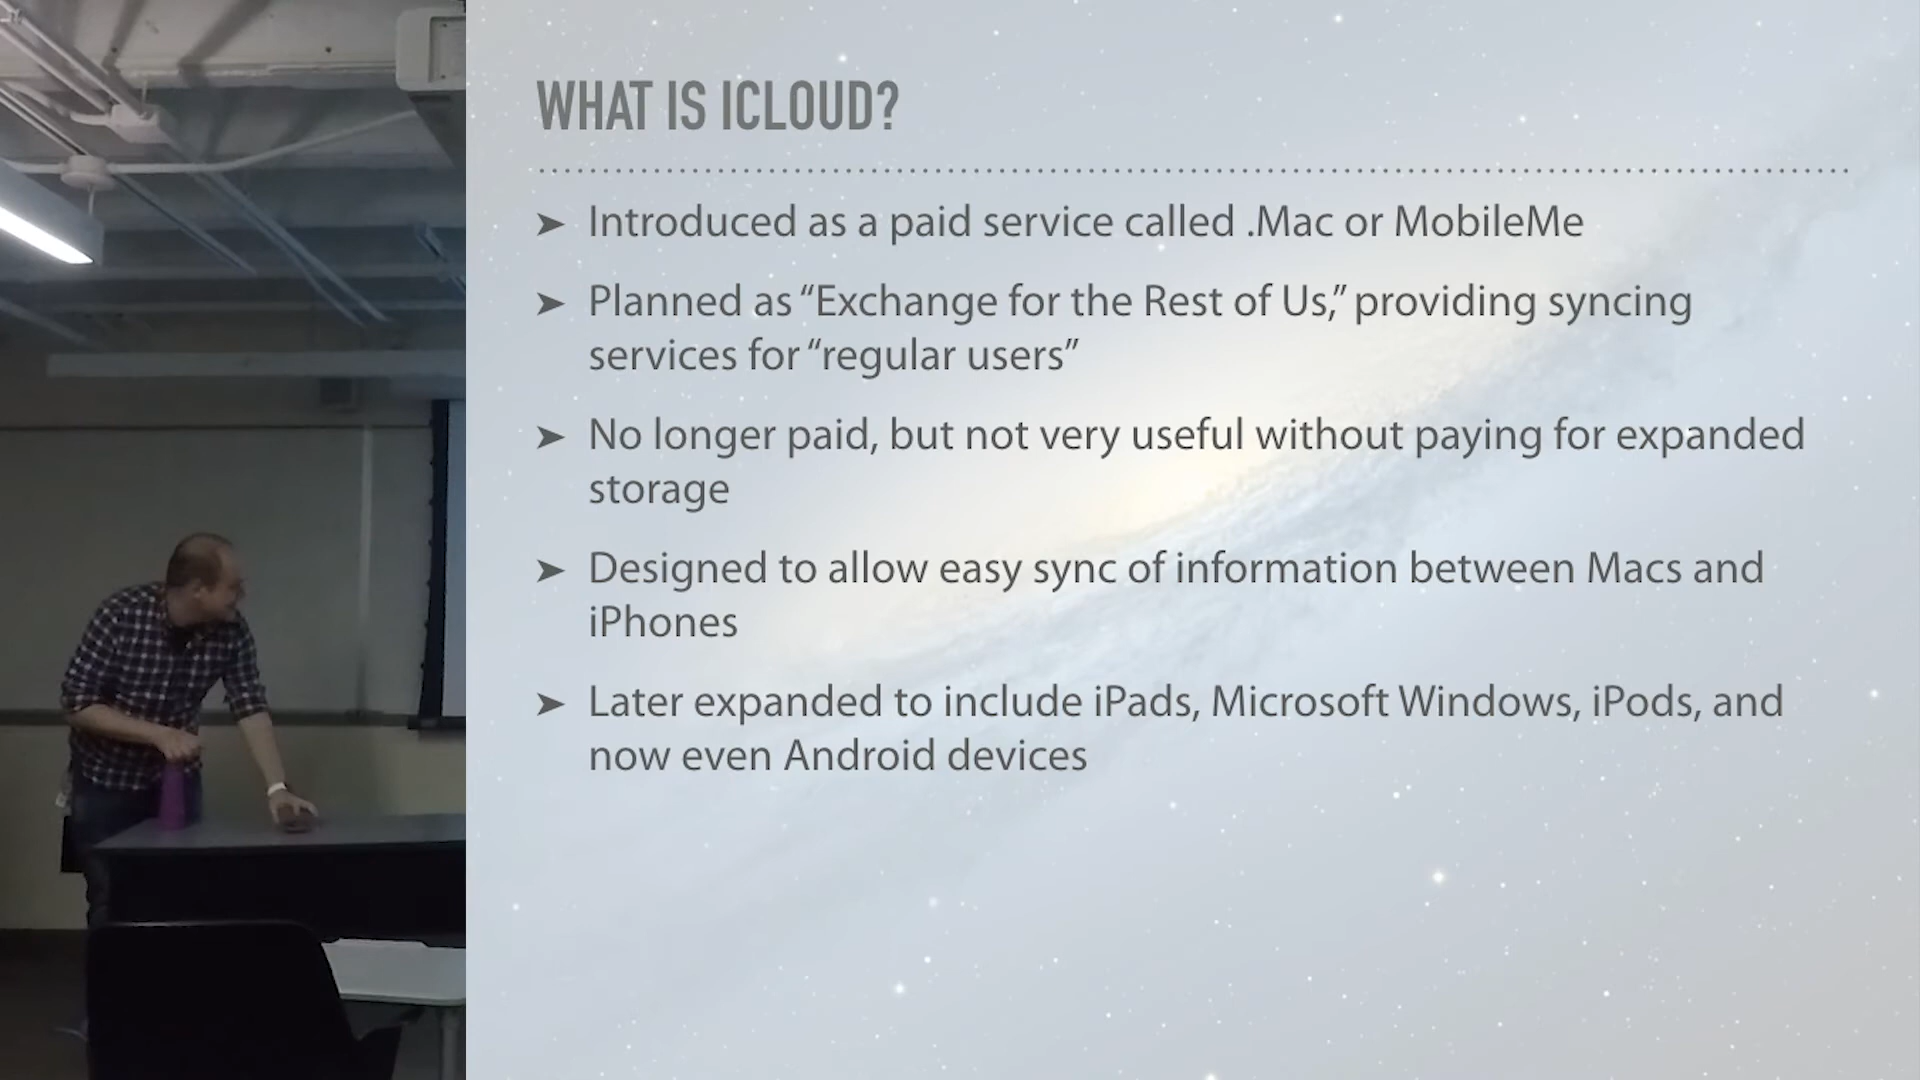 WHAT IS ICLOUD?
➤ Introduced as a paid service called .Mac or MobileMe
➤ Planned as “Exchange for the Rest of Us,” providing syncing
services for “regular users”
➤ No longer paid, but not very useful without paying for expanded
storage
➤ Designed to allow easy sync of information between Macs and
iPhones
➤ Later expanded to include iPads, Microsoft Windows, iPods, and
now even Android devices